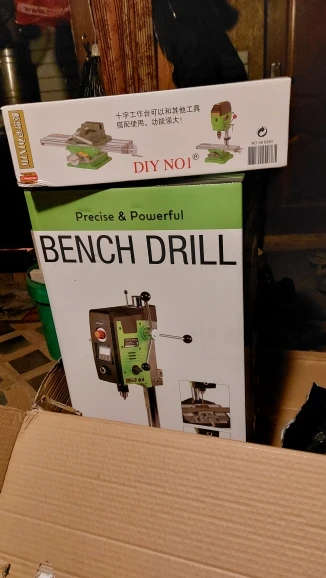 十字工作台可以和其他工具
搭配使用，功能强大！
DIY NO1®
Precise & Powerful
BENCH DRILL